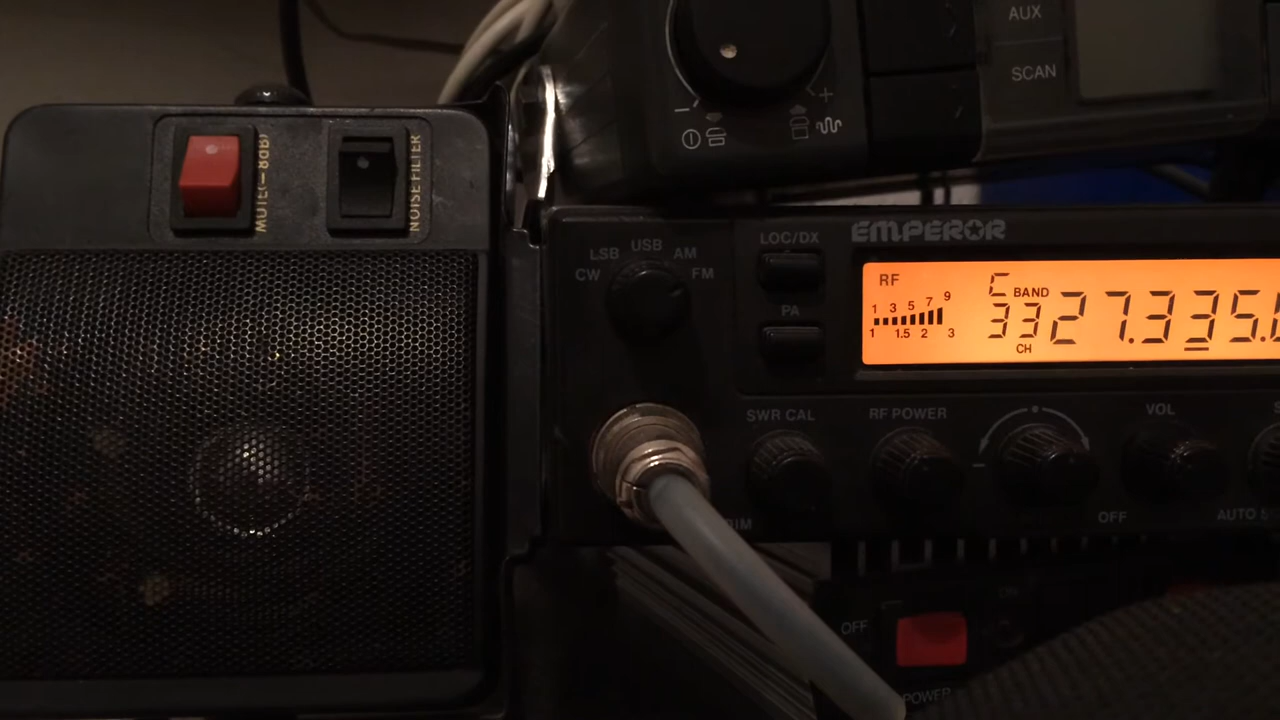 AUX
SCAN
MUTE(-8dB)
NOISE FILTER
EMPEROR
LOC/DX
PA
CW LSB USB AM FM
RF
1 3 5 7 9
1 1.5 2 3
C BAND
33 27.335.
CH
SWR CAL
RF POWER
VOL
OFF
AUTO
OFF
POWER